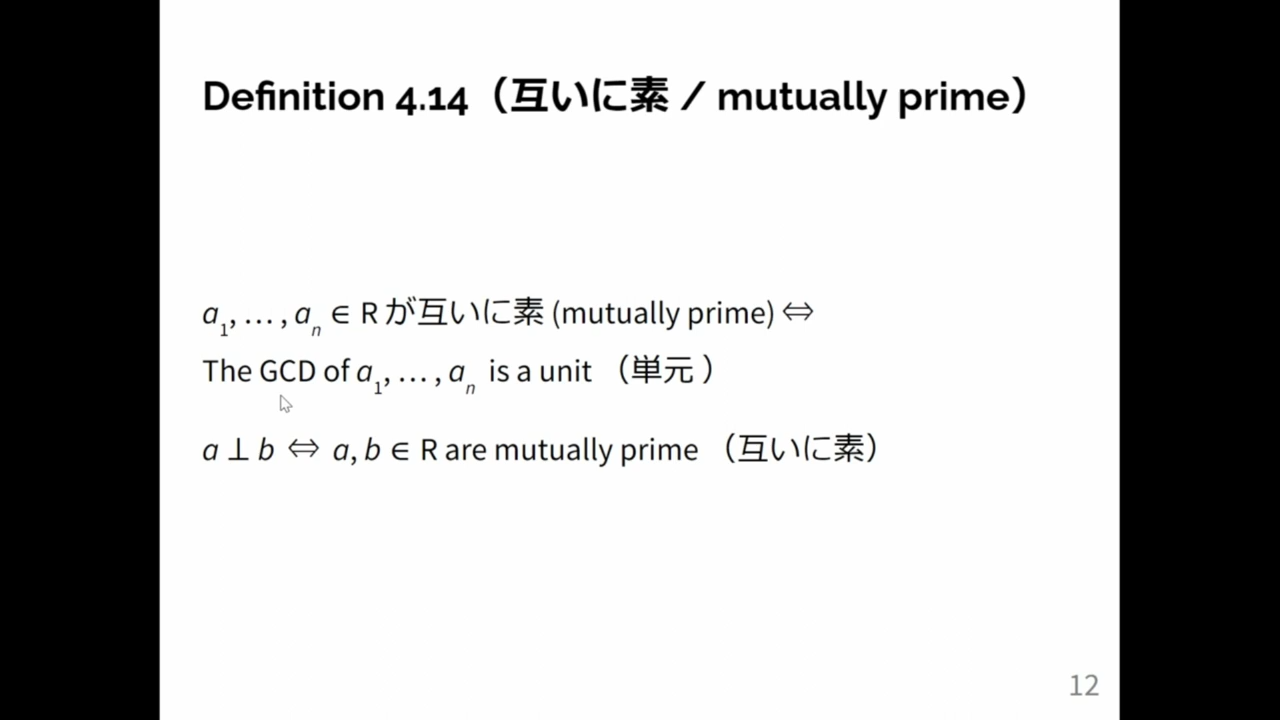 Definition 4.14（互いに素 / mutually prime）
a₁, … , aₙ ∈ R が互いに素 (mutually prime) ⇔
The GCD of a₁, … , aₙ is a unit （単元 ）
a ⊥ b ⇔ a, b ∈ R are mutually prime （互いに素）
12